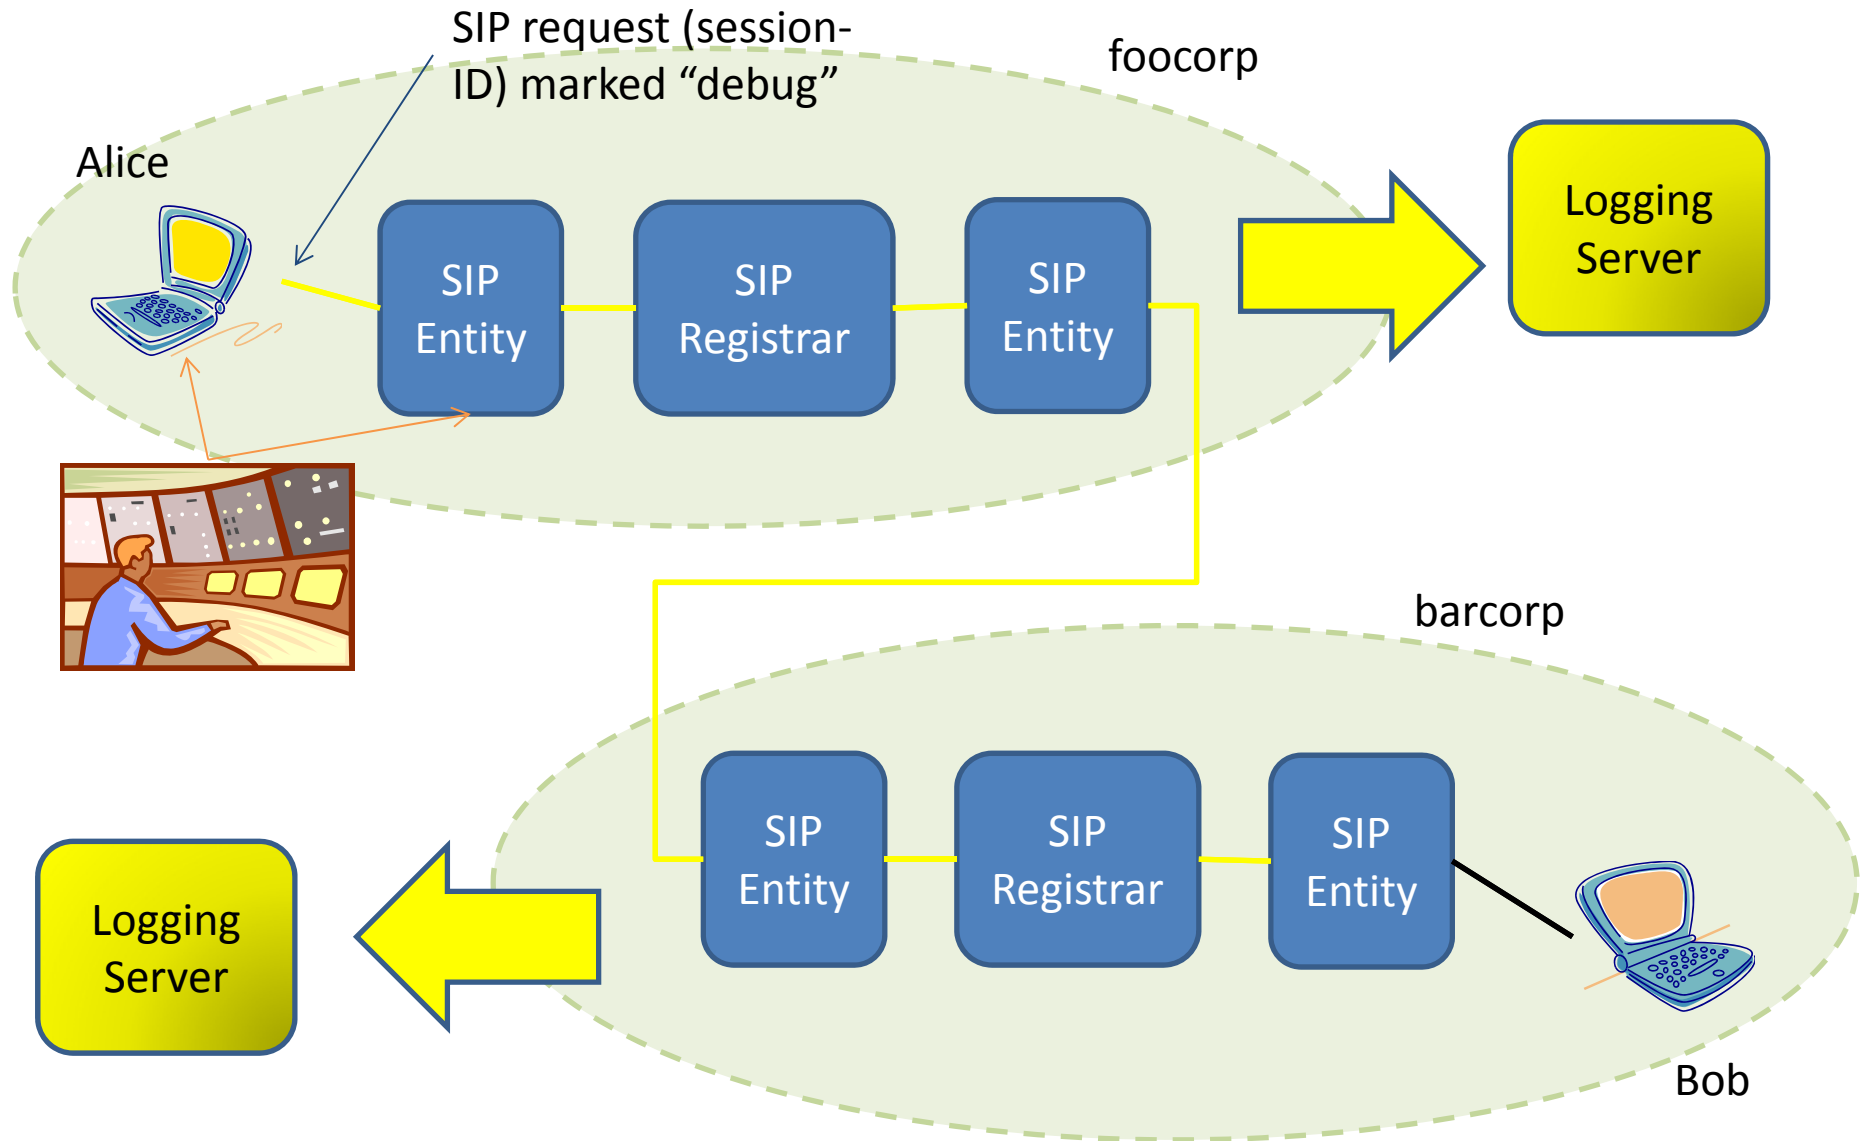 SIP request (session-
ID) marked “debug”
foocorp
Alice
Logging
Server
SIP
Entity
SIP
Registrar
SIP
Entity
barcorp
SIP
Entity
SIP
Registrar
SIP
Entity
Logging
Server
Bob